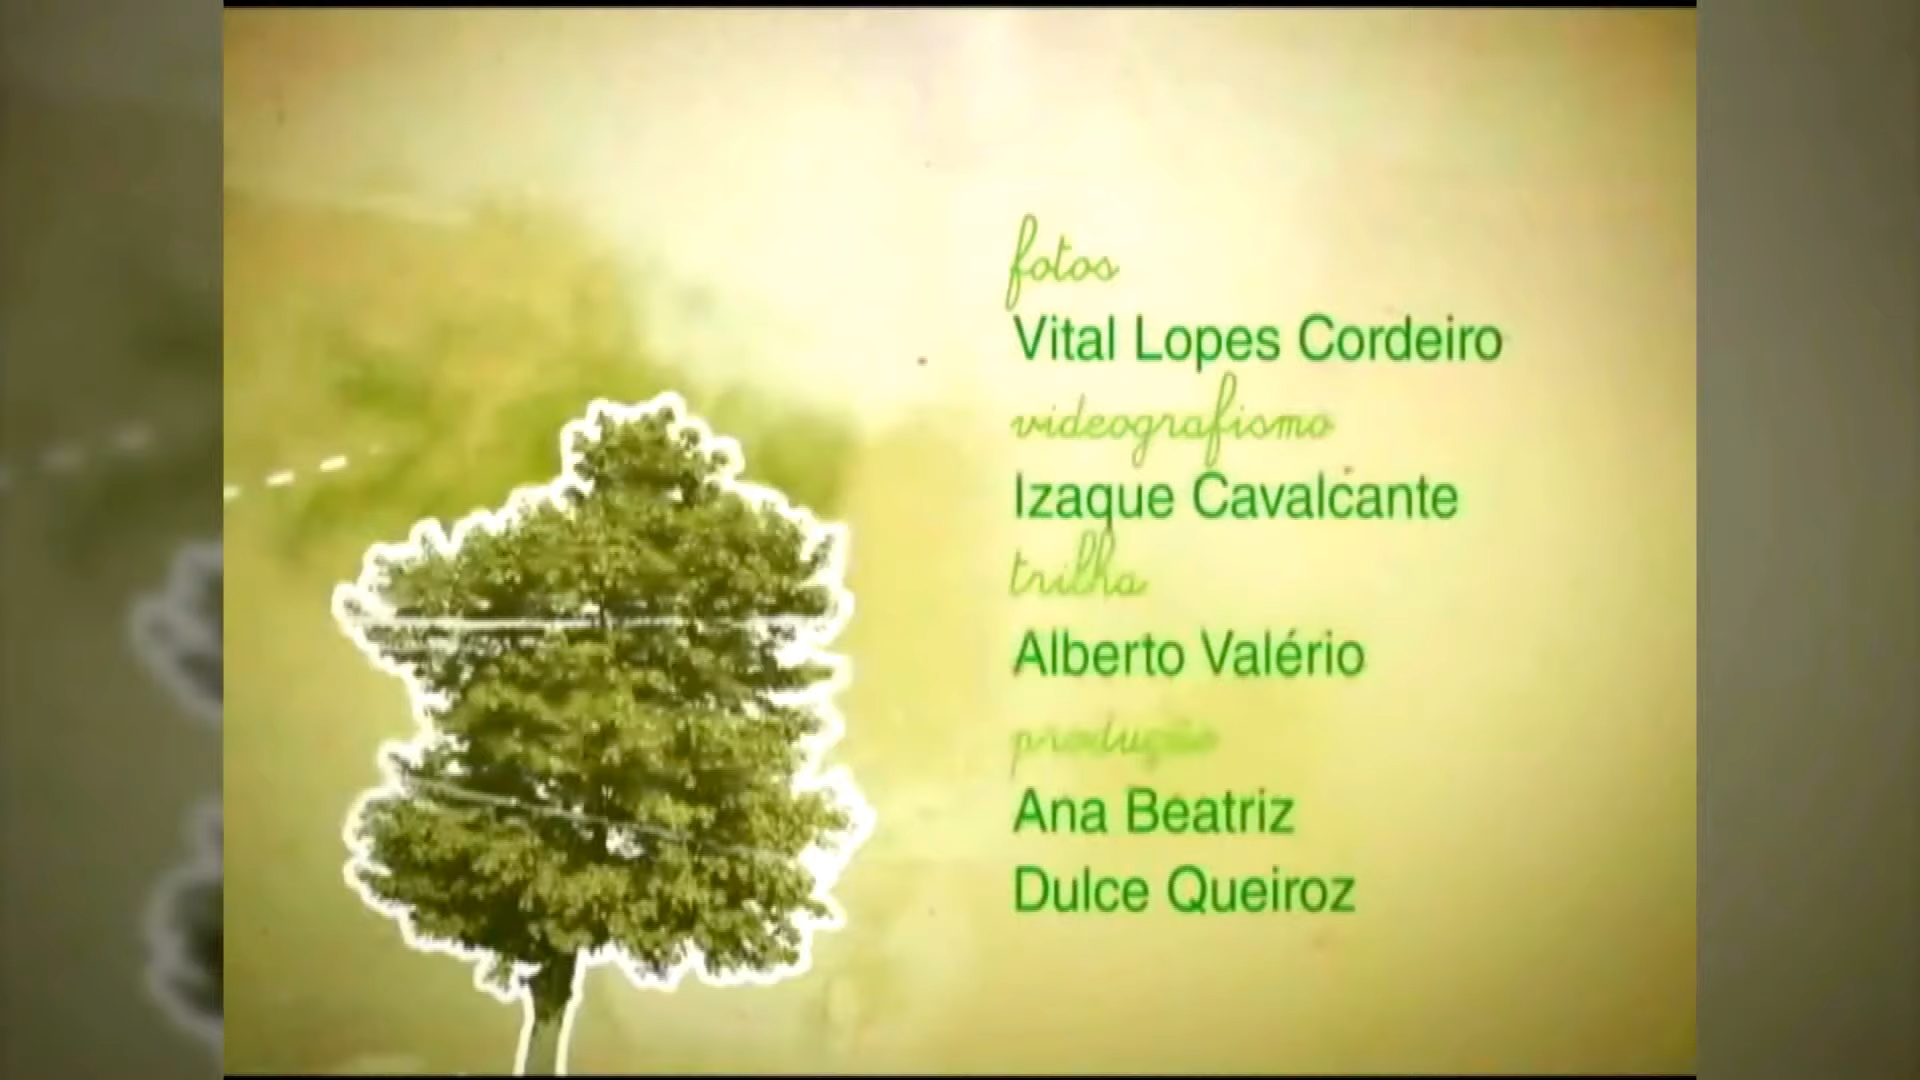 fotos
Vital Lopes Cordeiro
videografismo
Izaque Cavalcante
trilha
Alberto Valério
produção
Ana Beatriz
Dulce Queiroz